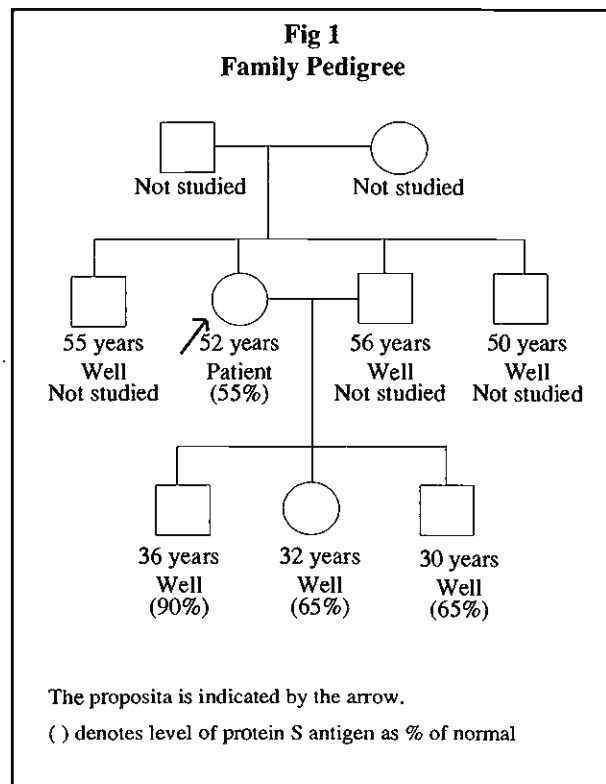 Fig 1
Family Pedigree
Not studied
Not studied
55 years
Well
Not studied
52 years
Patient
(55%)
56 years
Well
Not studied
50 years
Well
Not studied
36 years
Well
(90%)
32 years
Well
(65%)
30 years
Well
(65%)
The proposita is indicated by the arrow.
( ) denotes level of protein S antigen as % of normal